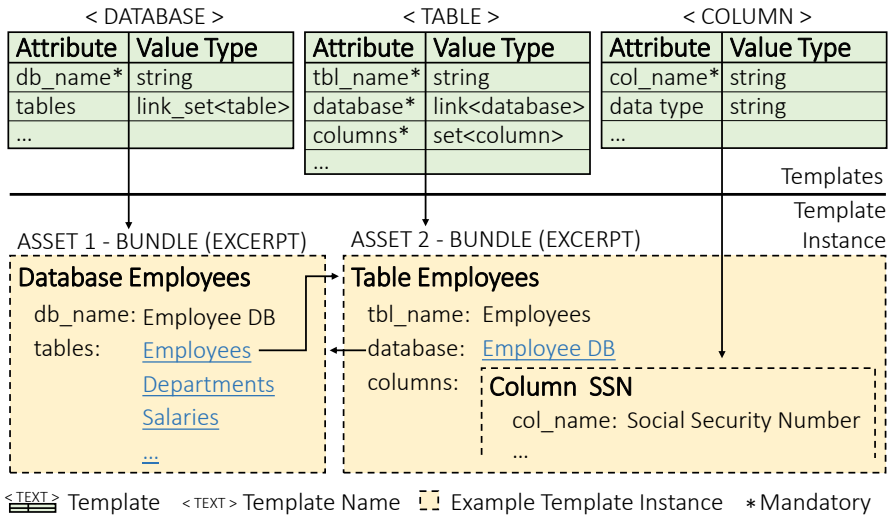 < DATABASE >
Attribute Value Type
db_name* string
tables link_set<table>
...
< TABLE >
Attribute Value Type
tbl_name* string
database* link<database>
columns* set<column>
...
< COLUMN >
Attribute Value Type
col_name* string
data type string
...
Templates
Template
Instance
ASSET 1 - BUNDLE (EXCERPT)
Database Employees
db_name: Employee DB
tables: Employees
Departments
Salaries
...
ASSET 2 - BUNDLE (EXCERPT)
Table Employees
tbl_name: Employees
database: Employee DB
columns:
Column SSN
col_name: Social Security Number
...
< TEXT > Template < TEXT > Template Name Example Template Instance *Mandatory